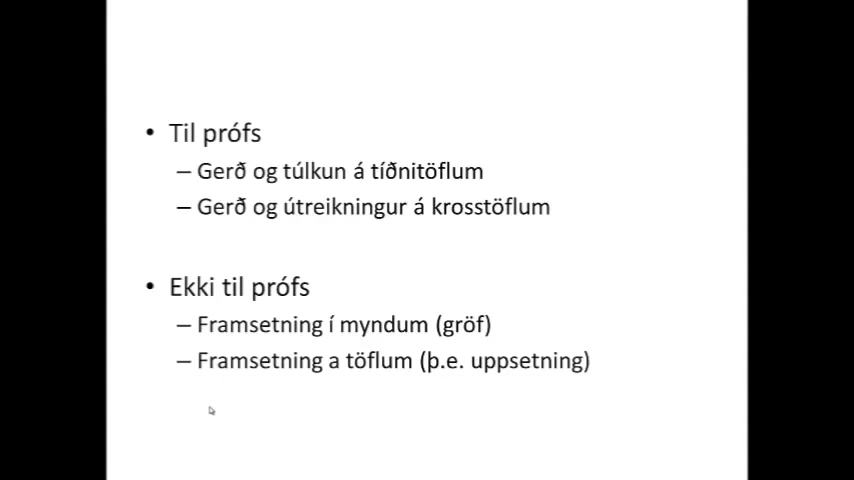 • Til prófs
– Gerð og túlkun á tíðnitöflum
– Gerð og útreikningur á krosstöflum
• Ekki til prófs
– Framsetning í myndum (gröf)
– Framsetning a töflum (þ.e. uppsetning)